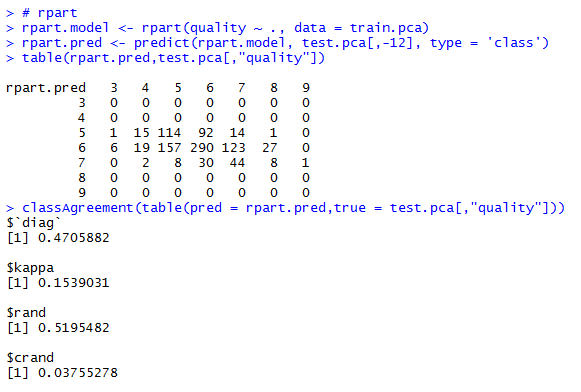 > # rpart
> rpart.model <- rpart(quality ~ ., data = train.pca)
> rpart.pred <- predict(rpart.model, test.pca[,-12], type = 'class')
> table(rpart.pred,test.pca[,"quality"])
rpart.pred   3   4   5   6   7   8   9
         3   0   0   0   0   0   0   0
         4   0   0   0   0   0   0   0
         5   1  15 114  92  14   1   0
         6   6  19 157 290 123  27   0
         7   0   2   8  30  44   8   1
         8   0   0   0   0   0   0   0
         9   0   0   0   0   0   0   0
> classAgreement(table(pred = rpart.pred,true = test.pca[,"quality"]))
$`diag`
[1] 0.4705882
$kappa
[1] 0.1539031
$rand
[1] 0.5195482
$crand
[1] 0.03755278